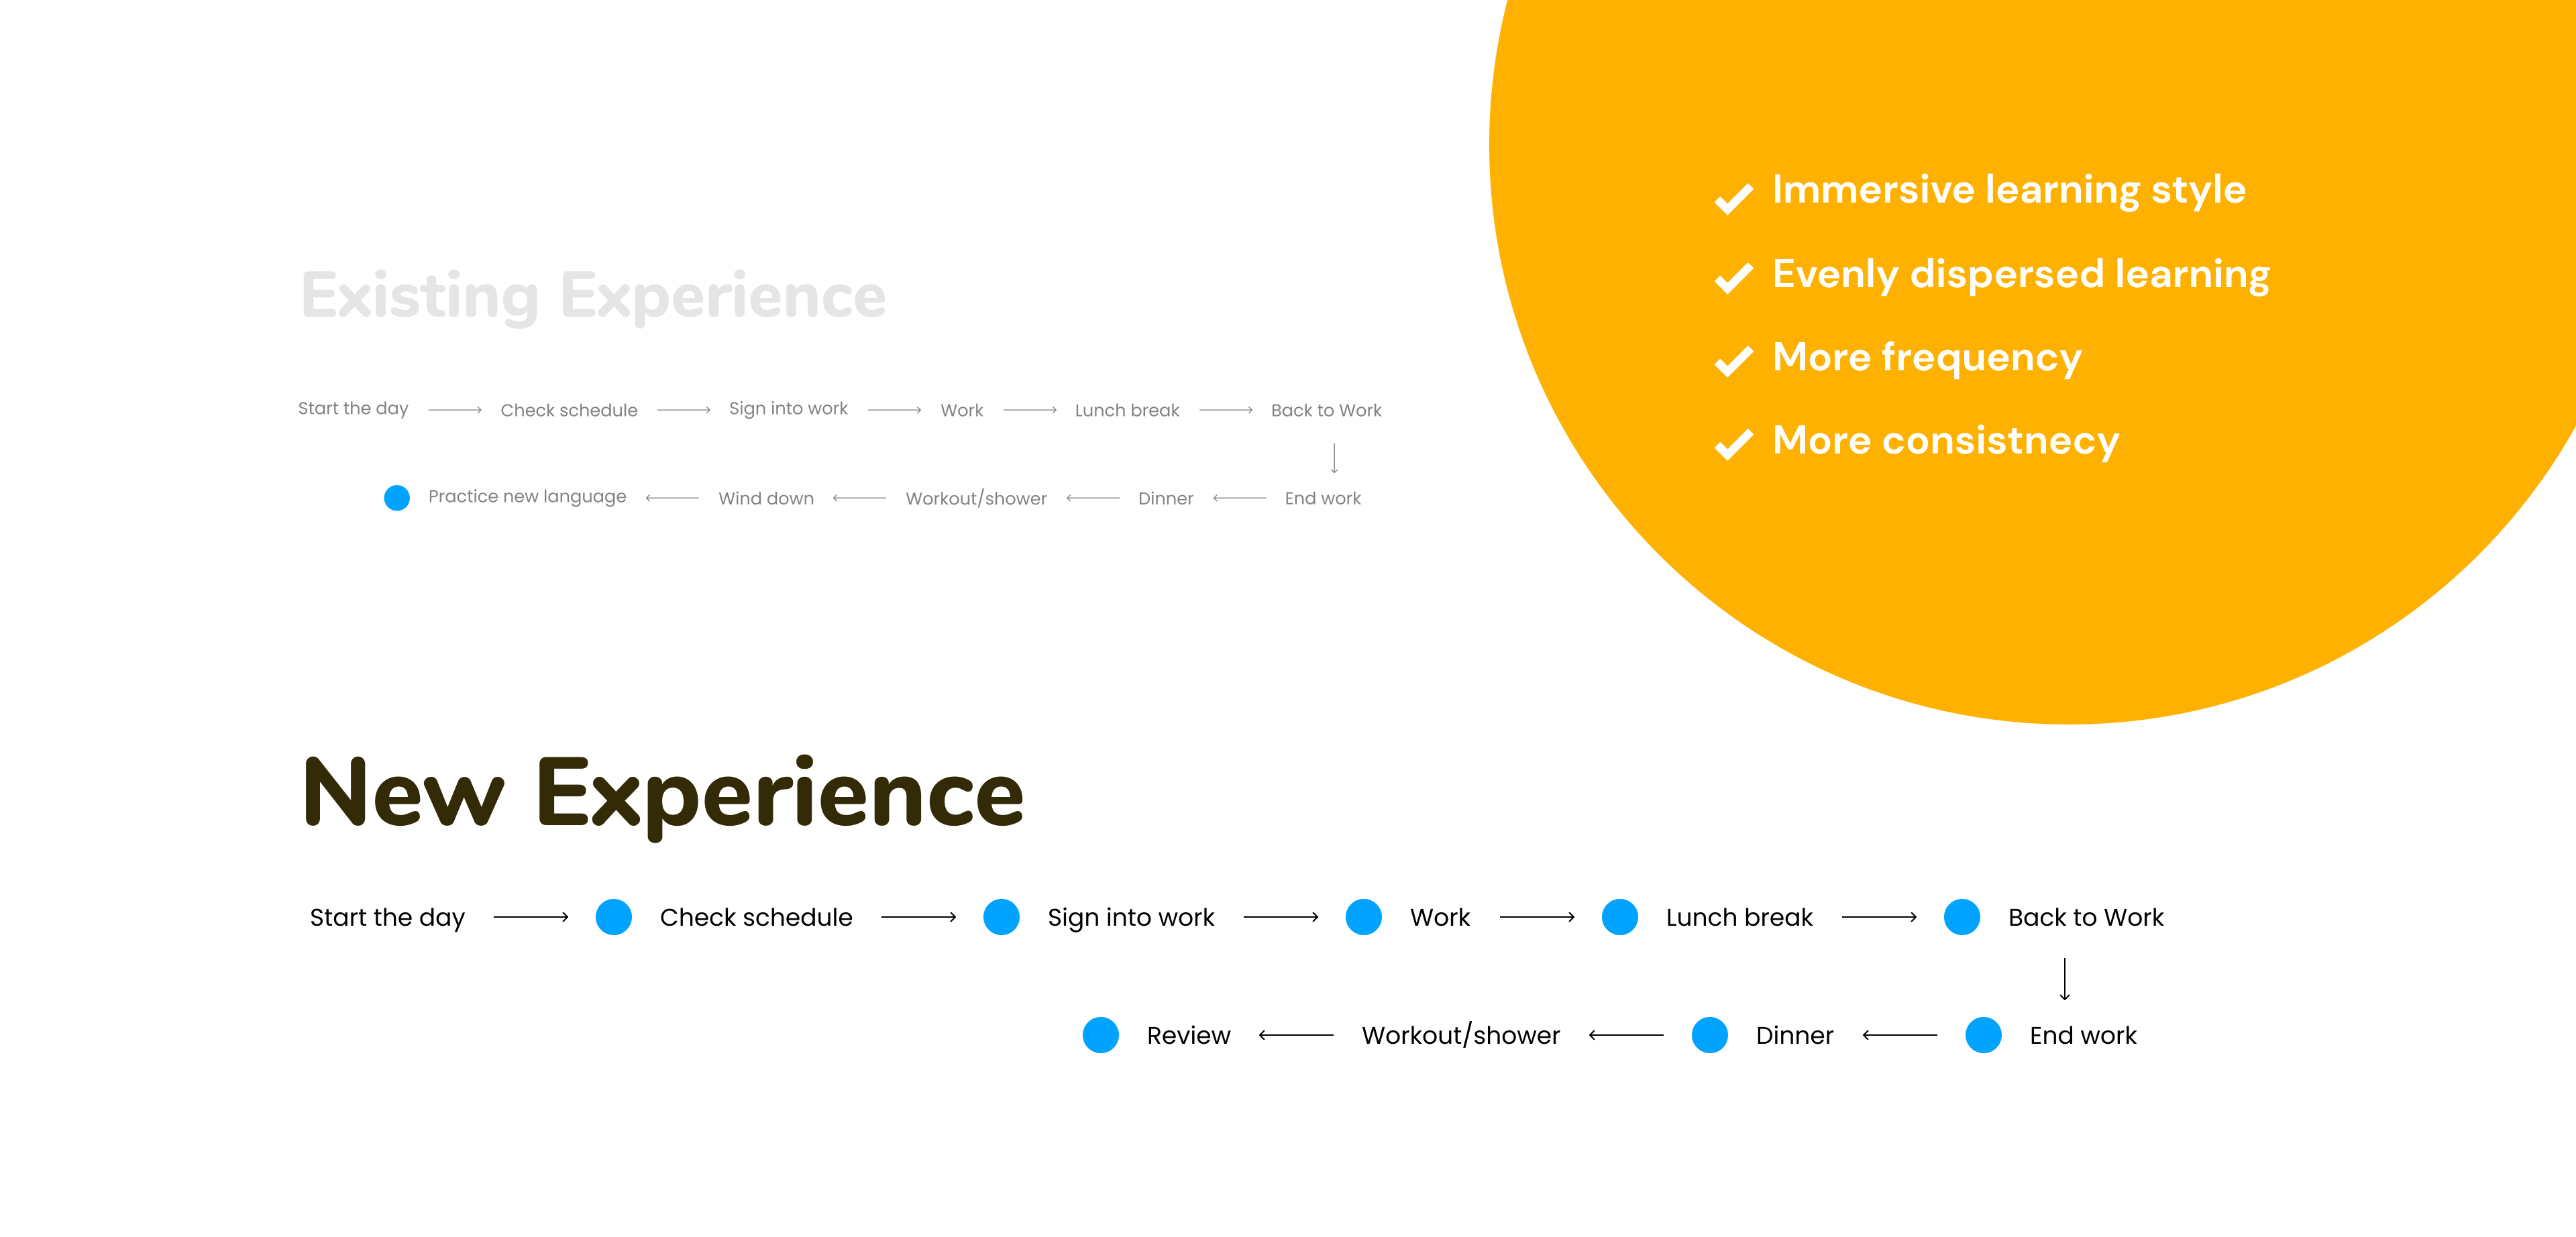 Immersive learning style
Evenly dispersed learning
More frequency
More consistnecy
Existing Experience
Start the day Check schedule Sign into work Work Lunch break Back to Work
Practice new language Wind down Workout/shower Dinner End work
New Experience
Start the day Check schedule Sign into work Work Lunch break Back to Work
Review Workout/shower Dinner End work